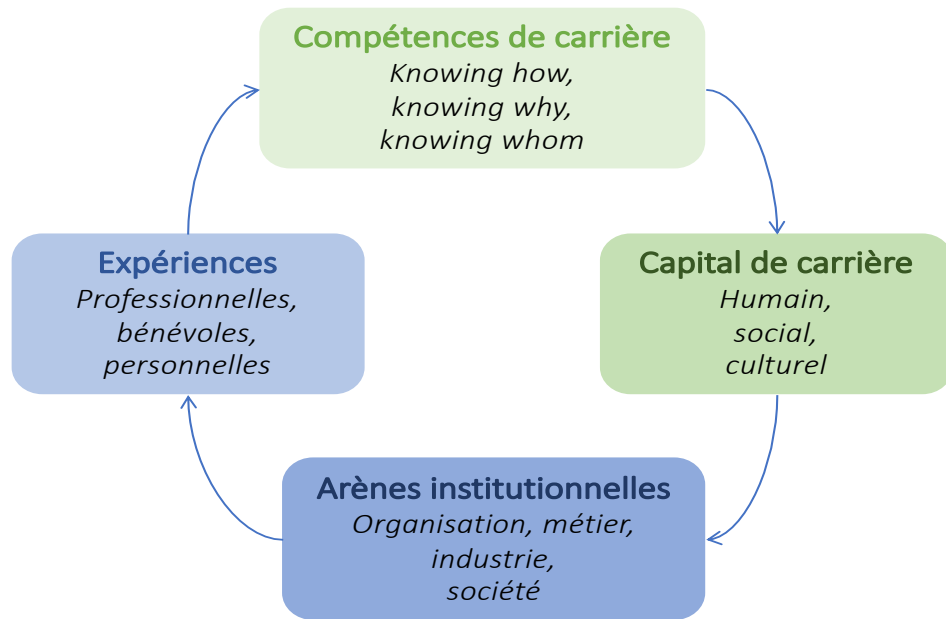 Compétences de carrière
Knowing how,
knowing why,
knowing whom
Expériences
Professionnelles,
bénévoles,
personnelles
Capital de carrière
Humain,
social,
culturel
Arènes institutionnelles
Organisation, métier,
industrie,
société